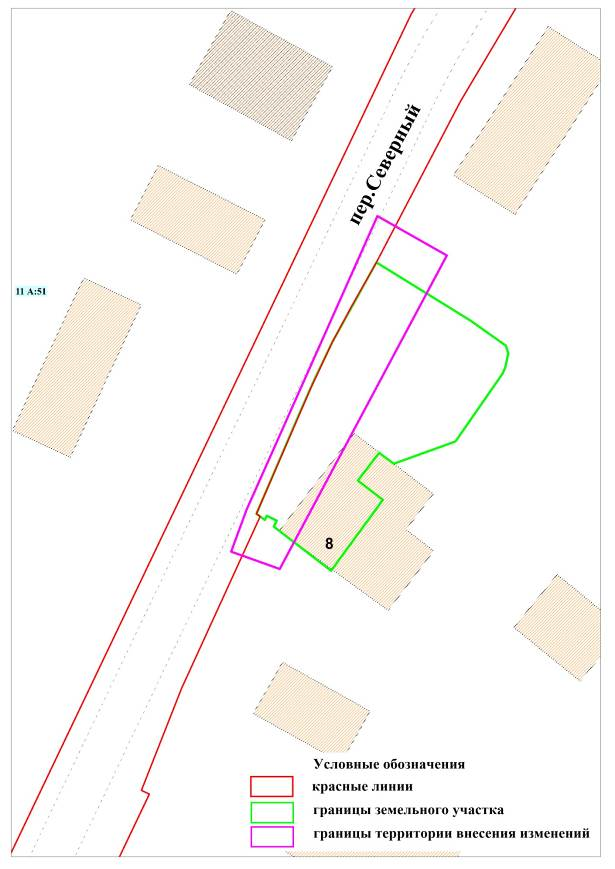 пер.Северный
11 А:51
8
Условные обозначения
красные линии
границы земельного участка
границы территории внесения изменений